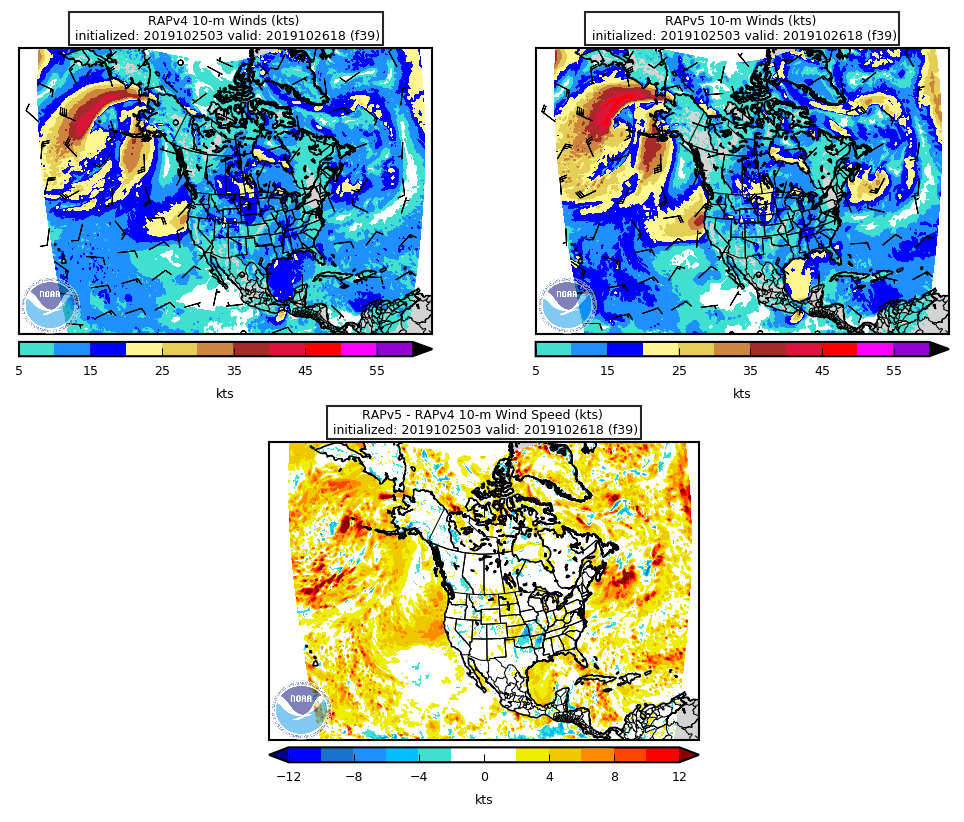 RAPv4 10-m Winds (kts)
initialized: 2019102503 valid: 2019102618 (f39)
RAPv5 10-m Winds (kts)
initialized: 2019102503 valid: 2019102618 (f39)
NOAA
NOAA
5 15 25 35 45 55
kts
5 15 25 35 45 55
kts
RAPv5 - RAPv4 10-m Wind Speed (kts)
initialized: 2019102503 valid: 2019102618 (f39)
NOAA
−12 −8 −4 0 4 8 12
kts